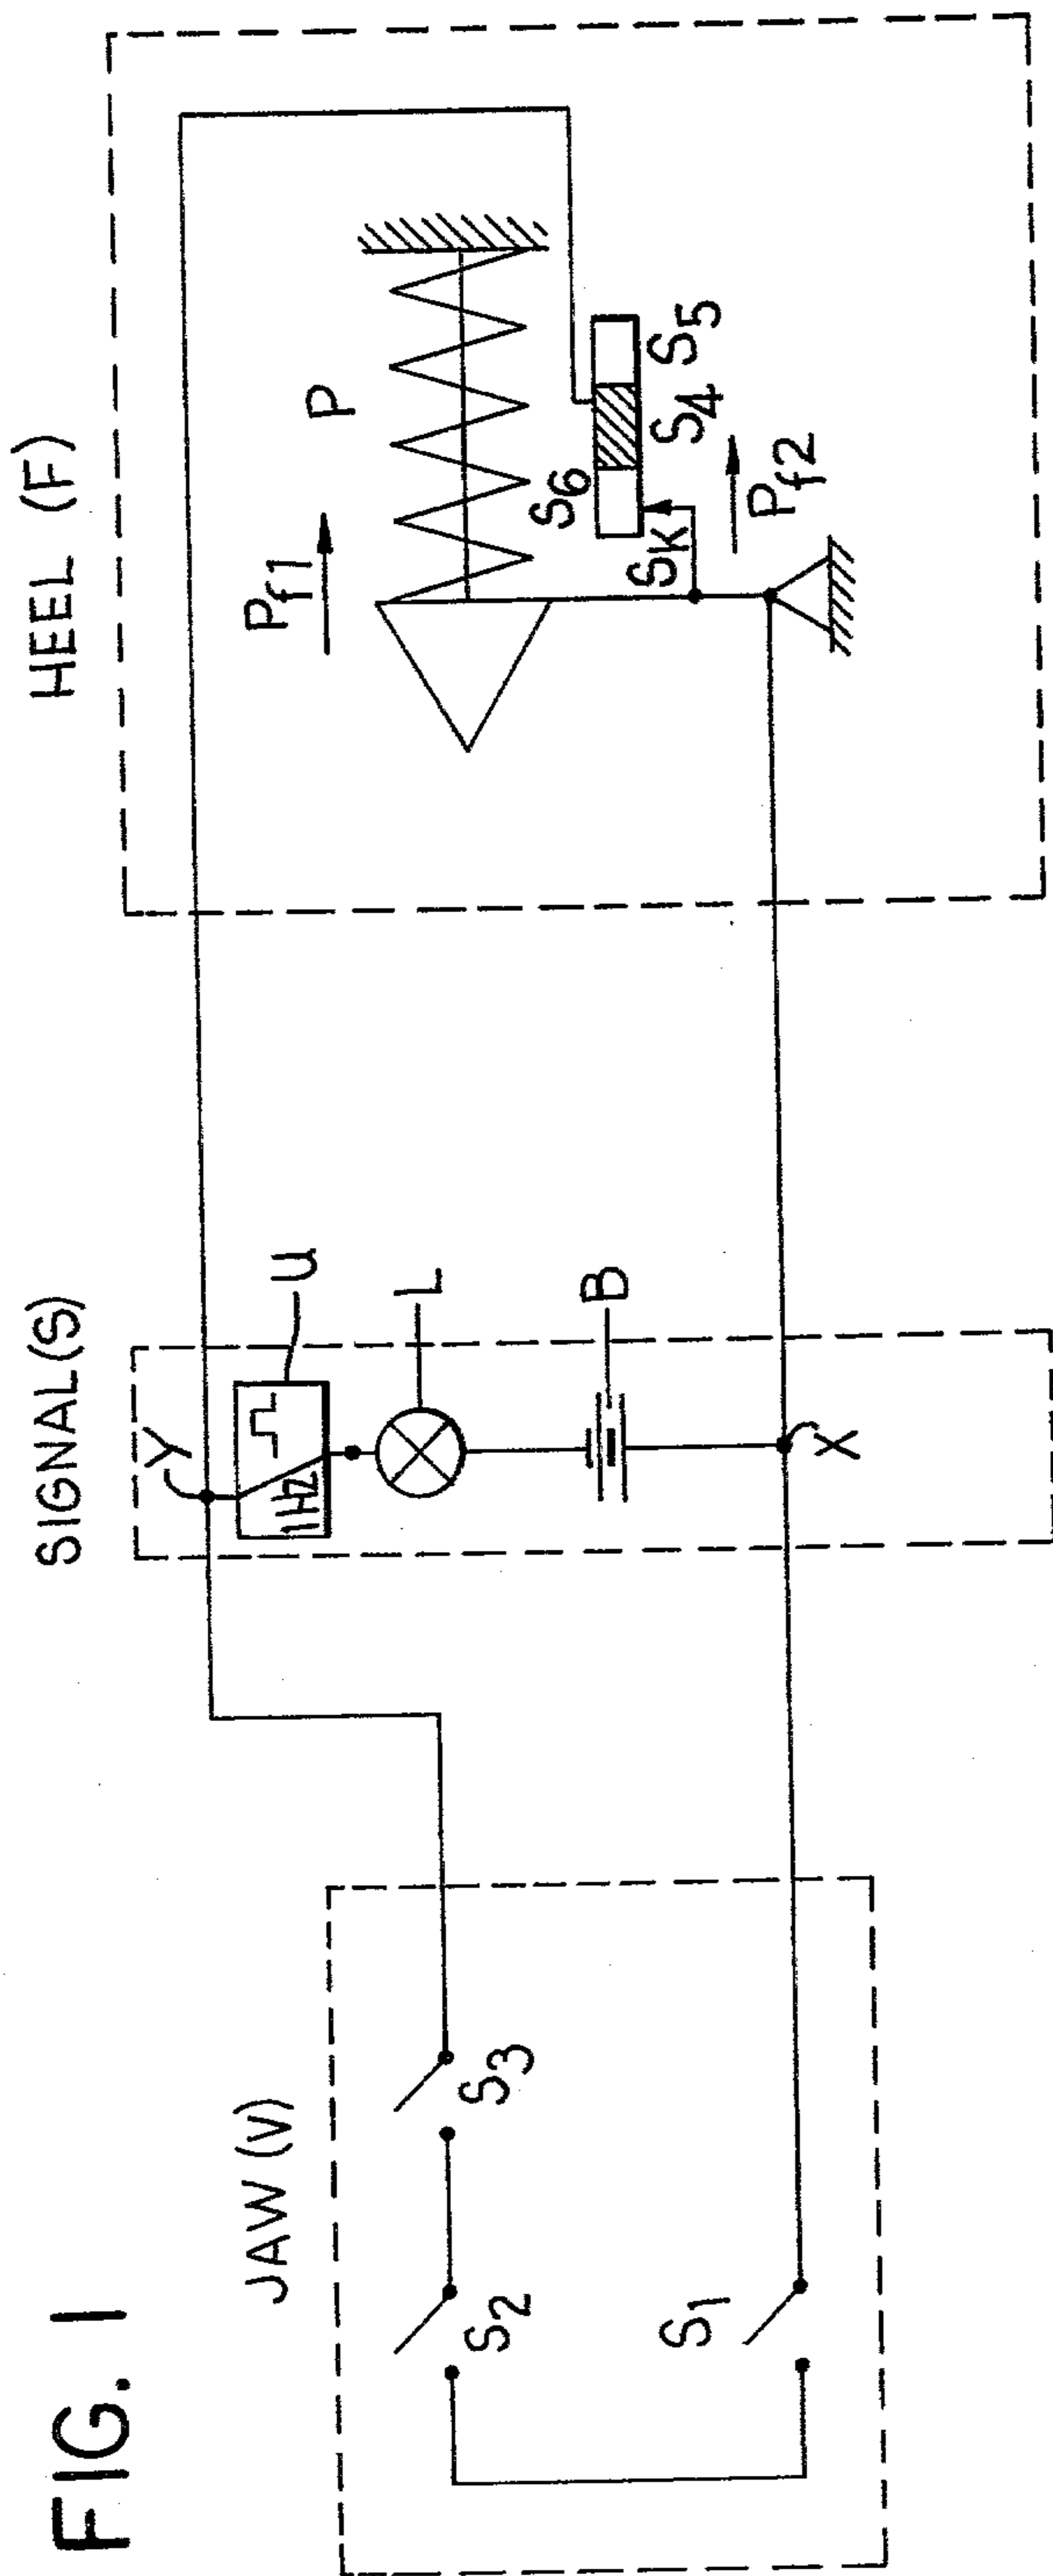 FIG. 1
JAW (V)
S2
S3
S1
SIGNAL(S)
Y
1Hz
U
L
B
X
HEEL (F)
Pf1
P
S6
S4
S5
SK
Pf2